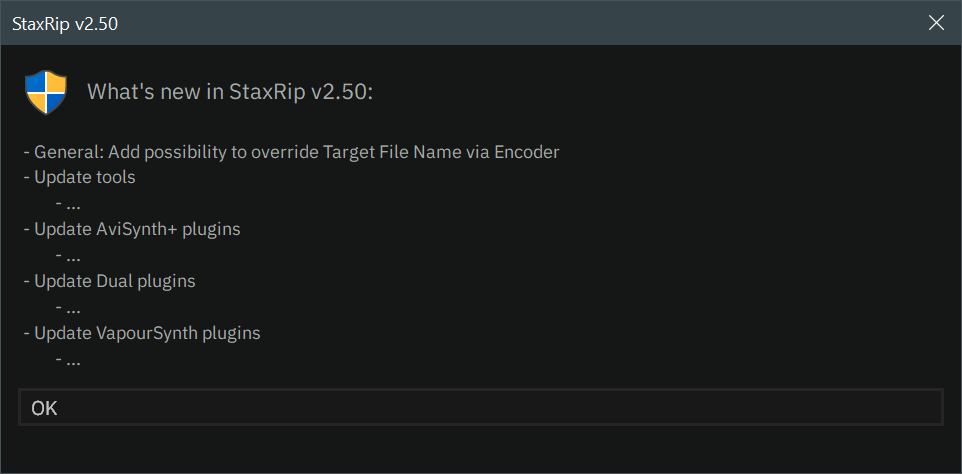 StaxRip v2.50
What's new in StaxRip v2.50:
- General: Add possibility to override Target File Name via Encoder
- Update tools
- ...
- Update AviSynth+ plugins
- ...
- Update Dual plugins
- ...
- Update VapourSynth plugins
- ...
OK